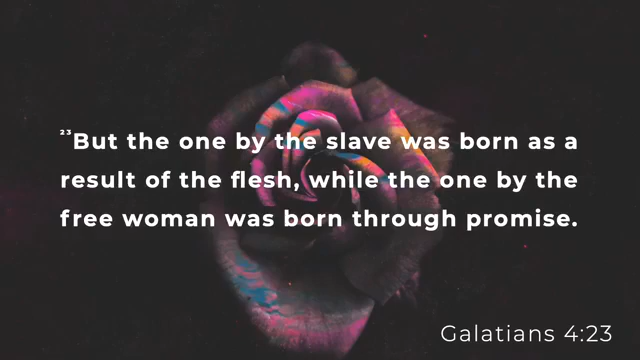 ²³But the one by the slave was born as a
result of the flesh, while the one by the
free woman was born through promise.
Galatians 4:23